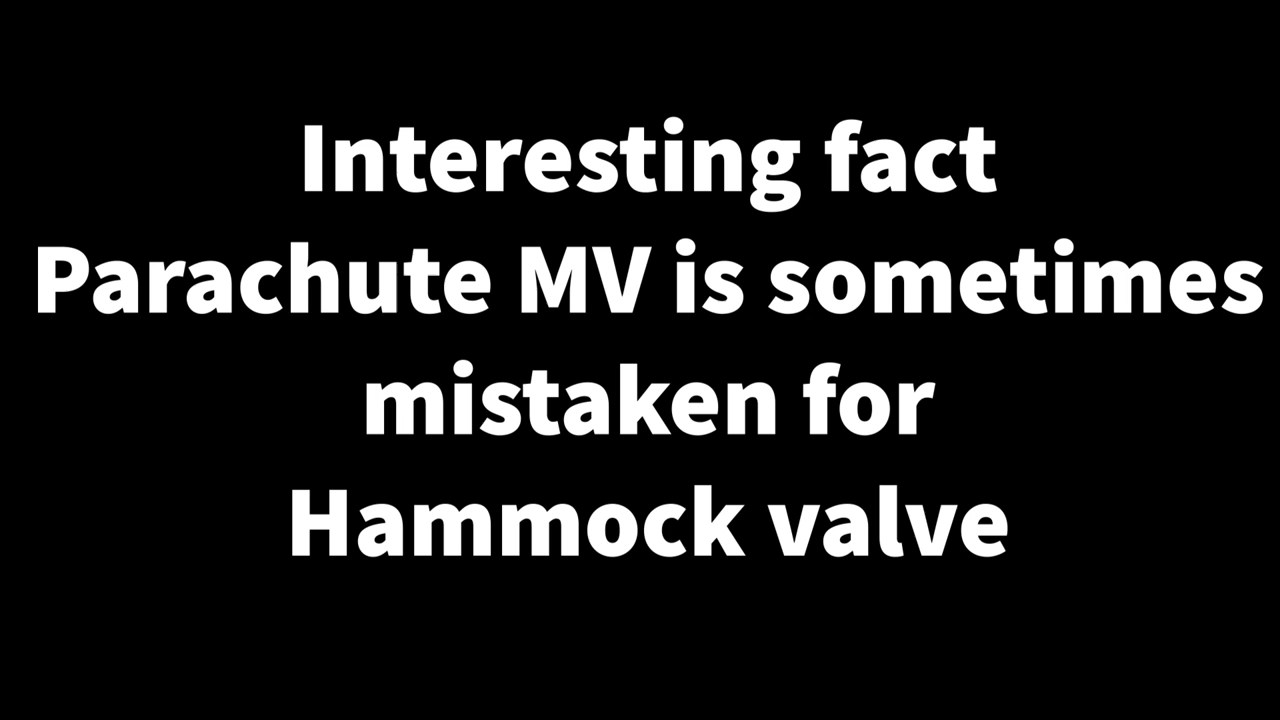 Interesting fact
Parachute MV is sometimes
mistaken for
Hammock valve